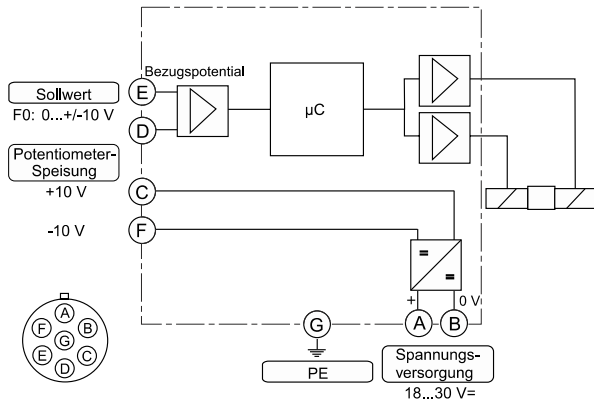 Bezugspotential
Sollwert
F0: 0...+/-10 V
E
D
µC
Potentiometer-
Speisung
+10 V
C
-10 V
F
=
=
+
0 V
A
B
G
PE
Spannungs-
versorgung
18...30 V=
A
F
B
G
E
C
D